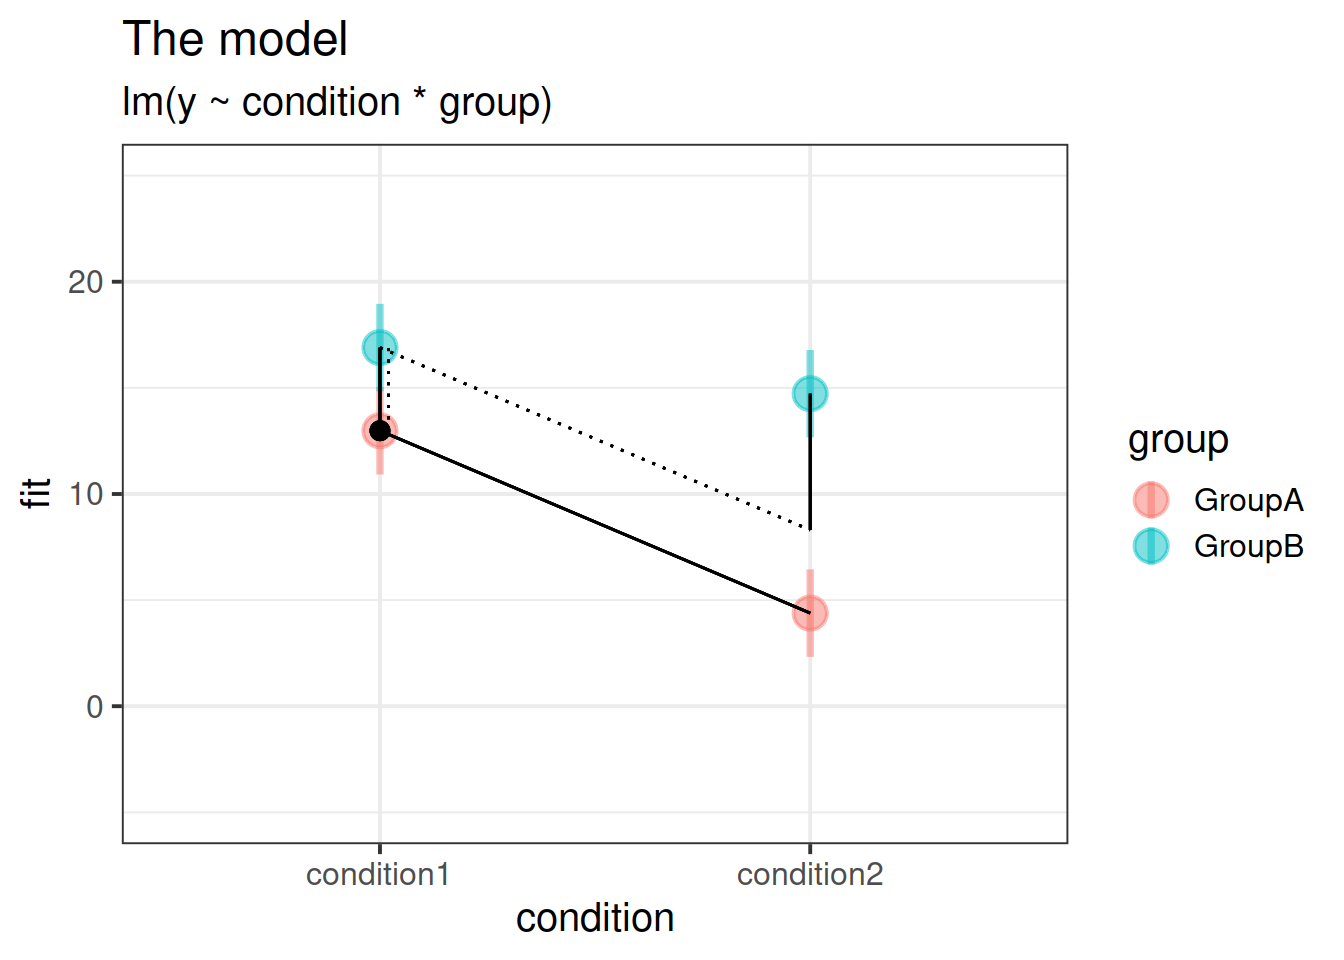 The model
lm(y ~ condition * group)
fit
20
10
0
condition1
condition2
condition
group
GroupA
GroupB